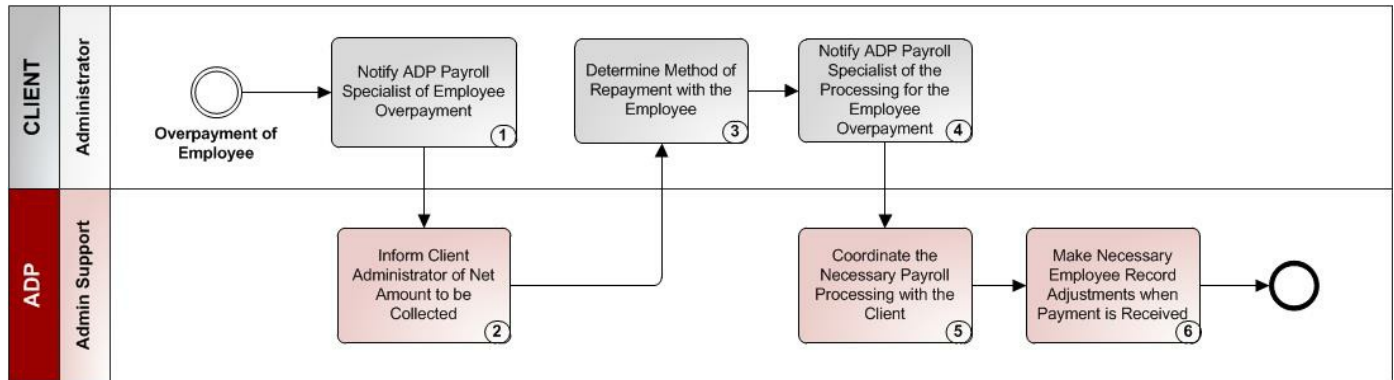 CLIENT
Administrator
Overpayment of
Employee
Notify ADP Payroll
Specialist of Employee
Overpayment
1
Determine Method of
Repayment with the
Employee
3
Notify ADP Payroll
Specialist of the
Processing for the
Employee
Overpayment
4
ADP
Admin Support
Inform Client
Administrator of Net
Amount to be
Collected
2
Coordinate the
Necessary Payroll
Processing with the
Client
5
Make Necessary
Employee Record
Adjustments when
Payment is Received
6